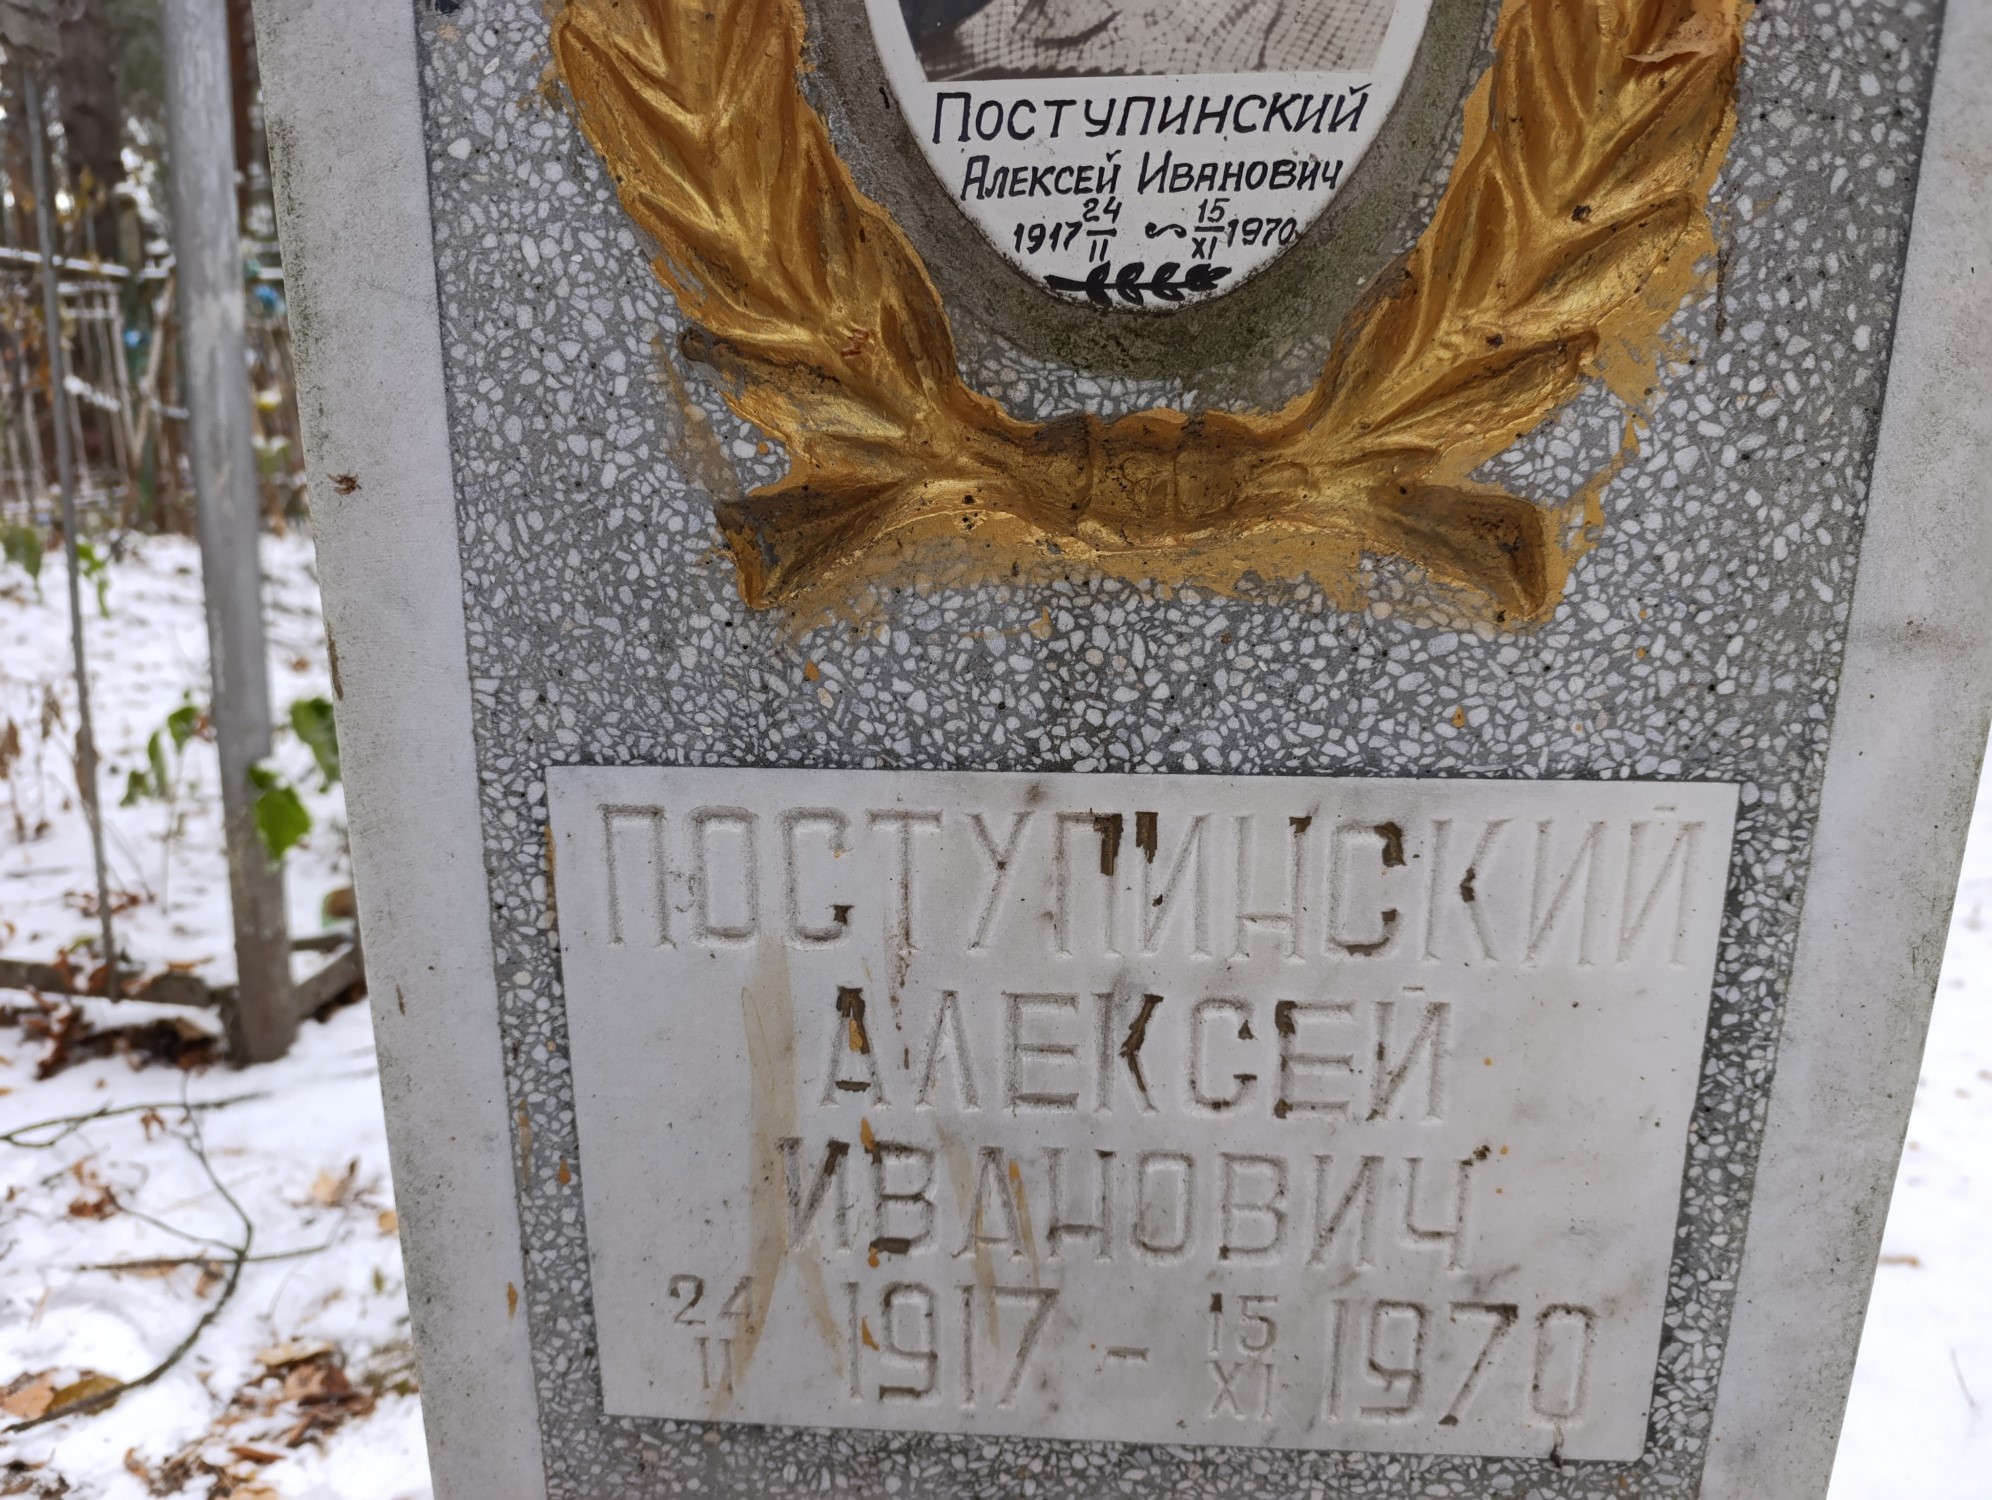 Поступинский
Алексей Иванович
1917 24/II ~ 15/XI 1970
ПОСТУПИНСКИЙ
АЛЕКСЕЙ
ИВАНОВИЧ
24/II 1917 - 15/XI 1970